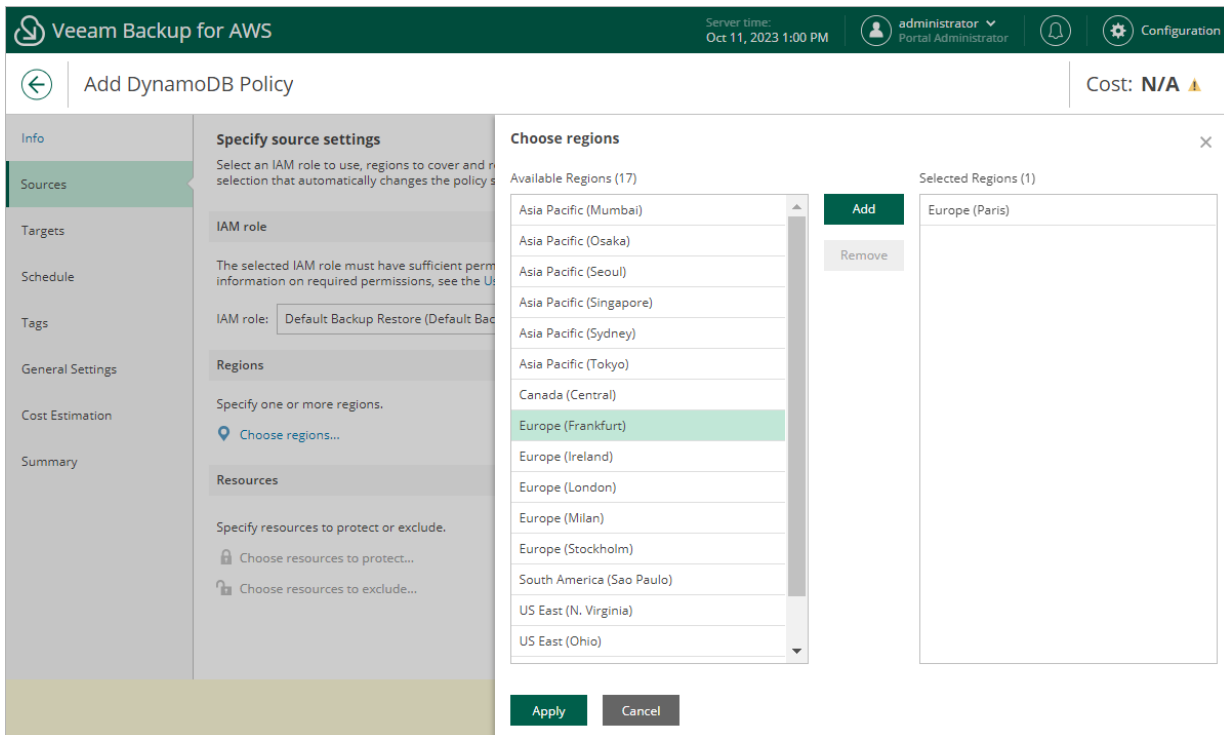 Veeam Backup for AWS
Server time:
Oct 11, 2023 1:00 PM
administrator
Portal Administrator
Configuration
Add DynamoDB Policy
Cost: N/A
Info
Sources
Targets
Schedule
Tags
General Settings
Cost Estimation
Summary
Specify source settings
Select an IAM role to use, regions to cover and r
selection that automatically changes the policy s
IAM role
The selected IAM role must have sufficient perm
information on required permissions, see the Us
IAM role: Default Backup Restore (Default Bac
Regions
Specify one or more regions.
Choose regions...
Resources
Specify resources to protect or exclude.
Choose resources to protect...
Choose resources to exclude...
Choose regions
Available Regions (17)
Asia Pacific (Mumbai)
Asia Pacific (Osaka)
Asia Pacific (Seoul)
Asia Pacific (Singapore)
Asia Pacific (Sydney)
Asia Pacific (Tokyo)
Canada (Central)
Europe (Frankfurt)
Europe (Ireland)
Europe (London)
Europe (Milan)
Europe (Stockholm)
South America (Sao Paulo)
US East (N. Virginia)
US East (Ohio)
Add
Remove
Selected Regions (1)
Europe (Paris)
Apply
Cancel